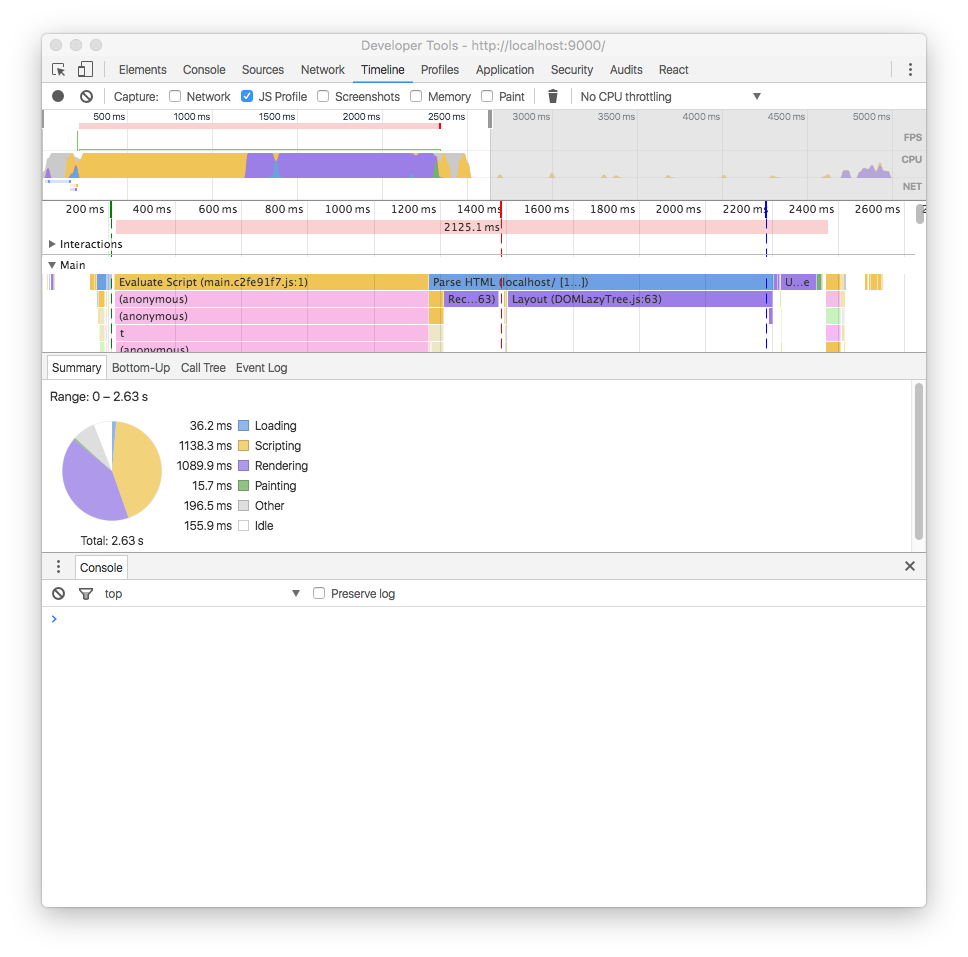 Developer Tools - http://localhost:9000/
Elements Console Sources Network Timeline Profiles Application Security Audits React
Capture: Network JS Profile Screenshots Memory Paint No CPU throttling
500 ms 1000 ms 1500 ms 2000 ms 2500 ms 3000 ms 3500 ms 4000 ms 4500 ms 5000 ms
FPS
CPU
NET
200 ms 400 ms 600 ms 800 ms 1000 ms 1200 ms 1400 ms 1600 ms 1800 ms 2000 ms 2200 ms 2400 ms 2600 ms
2125.1 ms
Interactions
Main
Evaluate Script (main.c2fe91f7.js:1) Parse HTML (localhost/ [1...]) U...e
(anonymous) Rec...63) Layout (DOMLazyTree.js:63)
(anonymous)
t
(anonymous)
Summary Bottom-Up Call Tree Event Log
Range: 0 – 2.63 s
36.2 ms Loading
1138.3 ms Scripting
1089.9 ms Rendering
15.7 ms Painting
196.5 ms Other
155.9 ms Idle
Total: 2.63 s
Console
top Preserve log